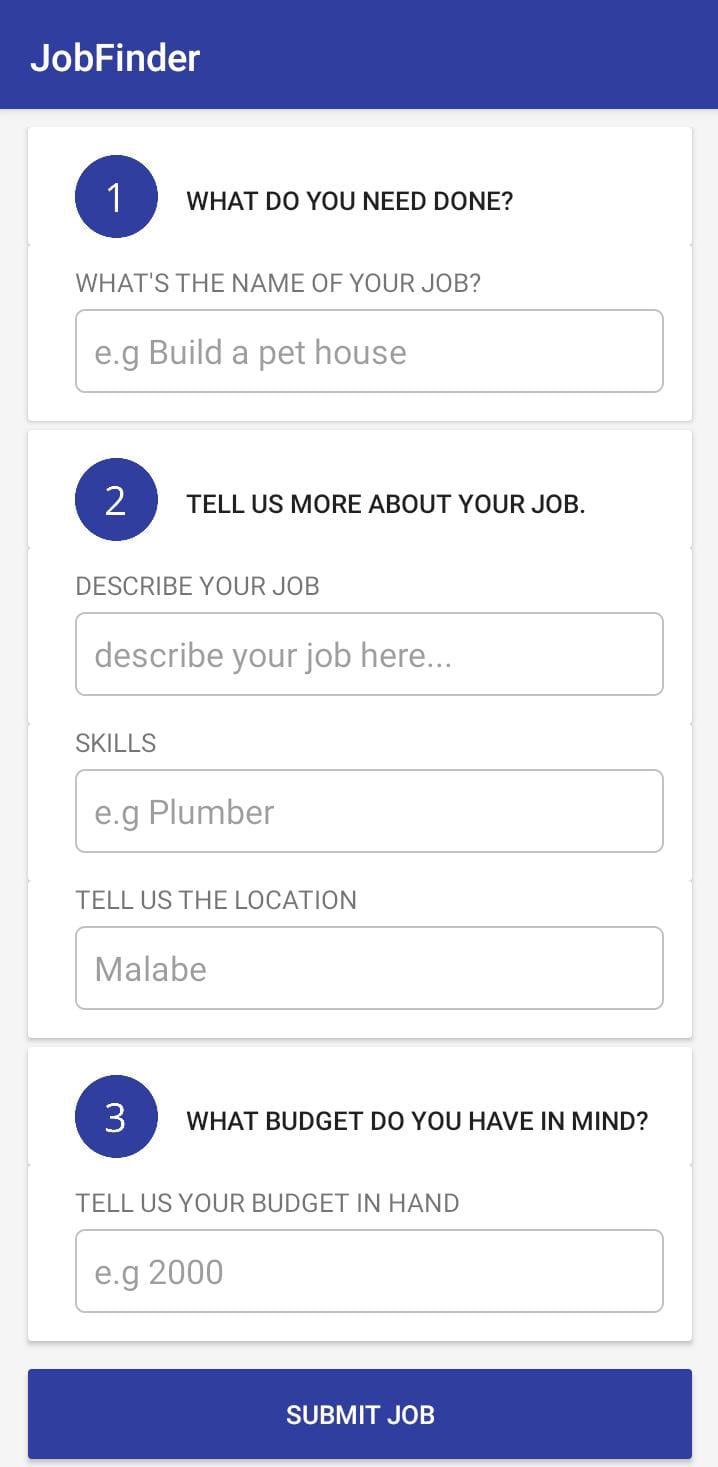 JobFinder
1 WHAT DO YOU NEED DONE?
WHAT'S THE NAME OF YOUR JOB?
e.g Build a pet house
2 TELL US MORE ABOUT YOUR JOB.
DESCRIBE YOUR JOB
describe your job here...
SKILLS
e.g Plumber
TELL US THE LOCATION
Malabe
3 WHAT BUDGET DO YOU HAVE IN MIND?
TELL US YOUR BUDGET IN HAND
e.g 2000
SUBMIT JOB